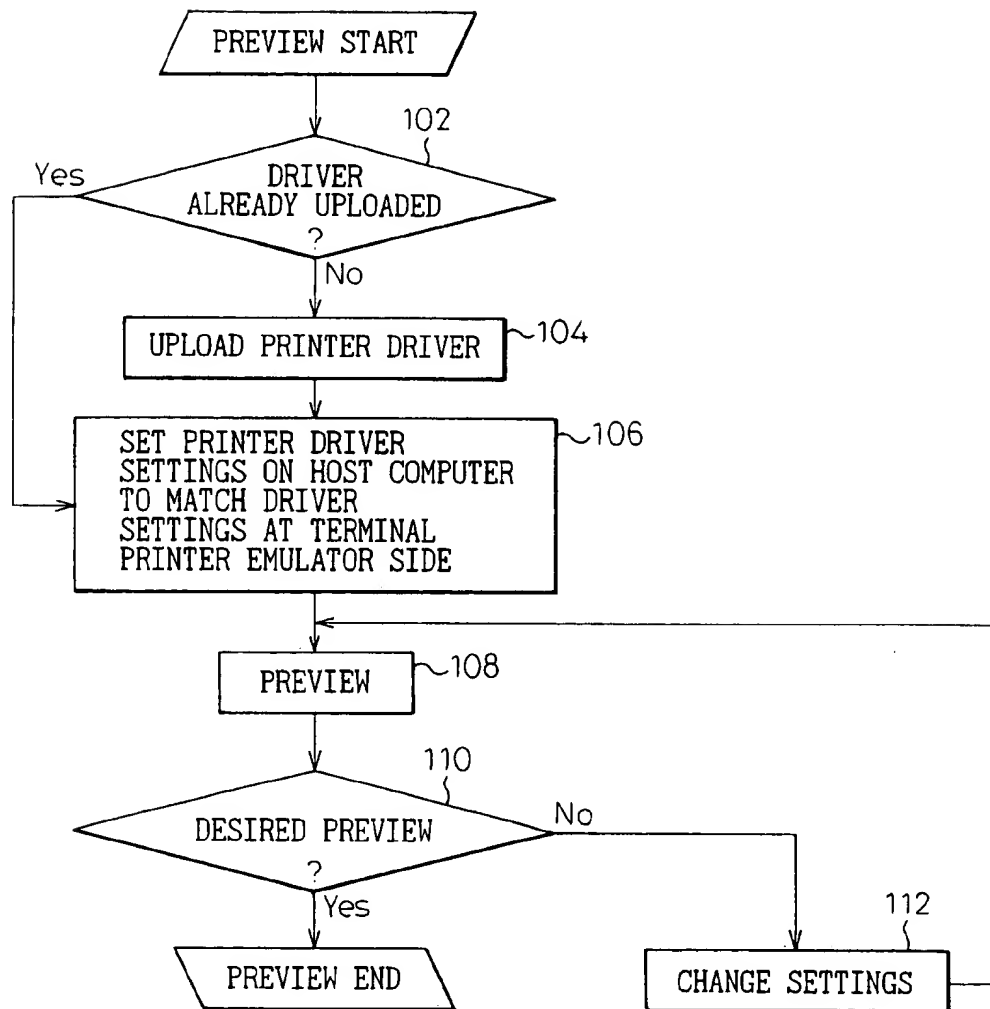 PREVIEW START
102
Yes
DRIVER
ALREADY UPLOADED
?
No
UPLOAD PRINTER DRIVER
104
SET PRINTER DRIVER
SETTINGS ON HOST COMPUTER
TO MATCH DRIVER
SETTINGS AT TERMINAL
PRINTER EMULATOR SIDE
106
PREVIEW
108
110
DESIRED PREVIEW
?
No
Yes
112
PREVIEW END
CHANGE SETTINGS